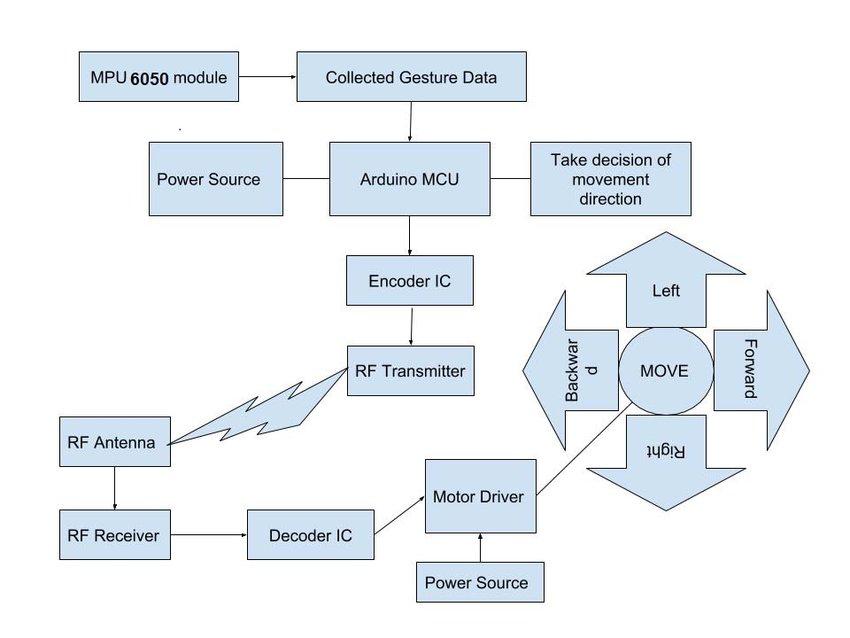 MPU 6050 module
Collected Gesture Data
Power Source
Arduino MCU
Take decision of
movement
direction
Encoder IC
Left
RF Transmitter
Backwar
d
MOVE
Forward
RF Antenna
Right
Motor Driver
RF Receiver
Decoder IC
Power Source